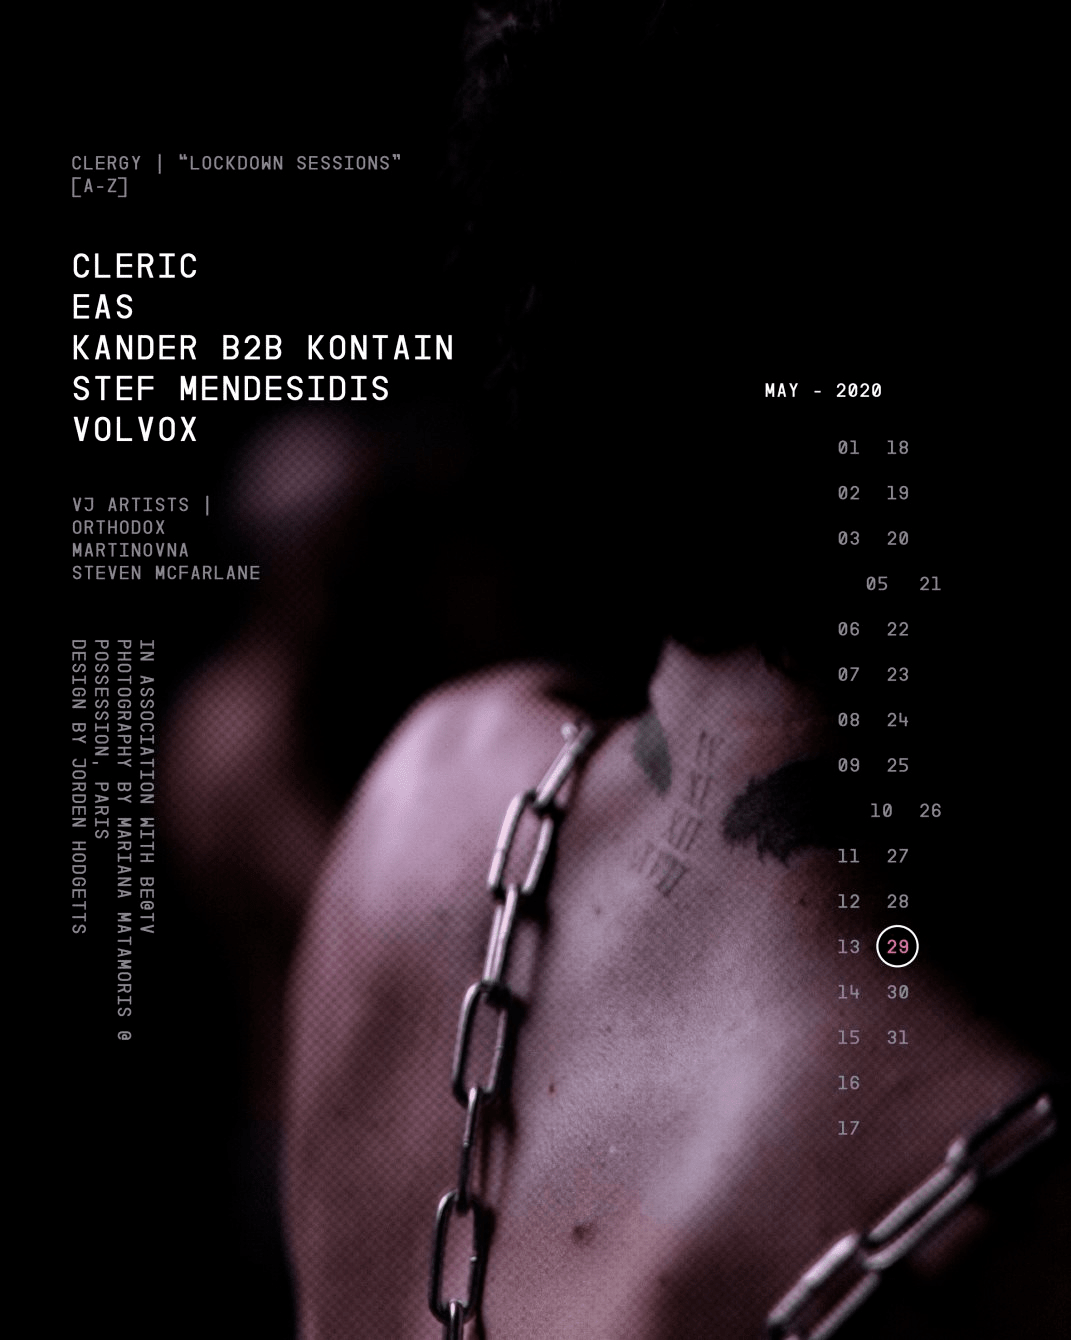 CLERGY | “LOCKDOWN SESSIONS”
[A-Z]
CLERIC
EAS
KANDER B2B KONTAIN
STEF MENDESIDIS
VOLVOX
VJ ARTISTS |
ORTHODOX
MARTINOVNA
STEVEN MCFARLANE
IN ASSOCIATION WITH BE@TV
PHOTOGRAPHY BY MARIANA MATAMORIS @
POSSESSION, PARIS
DESIGN BY JORDEN HODGETTS
MAY - 2020
01 18
02 19
03 20
05 21
06 22
07 23
08 24
09 25
10 26
11 27
12 28
13 29
14 30
15 31
16
17